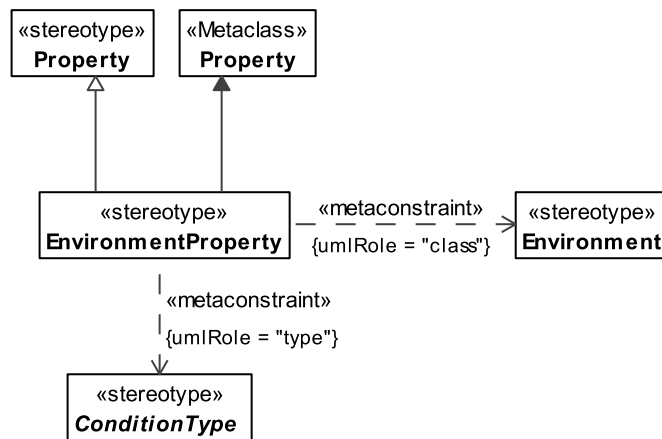 «stereotype»
Property
«Metaclass»
Property
«stereotype»
EnvironmentProperty
«metaconstraint»
{umlRole = "class"}
«stereotype»
Environment
«metaconstraint»
{umlRole = "type"}
«stereotype»
ConditionType